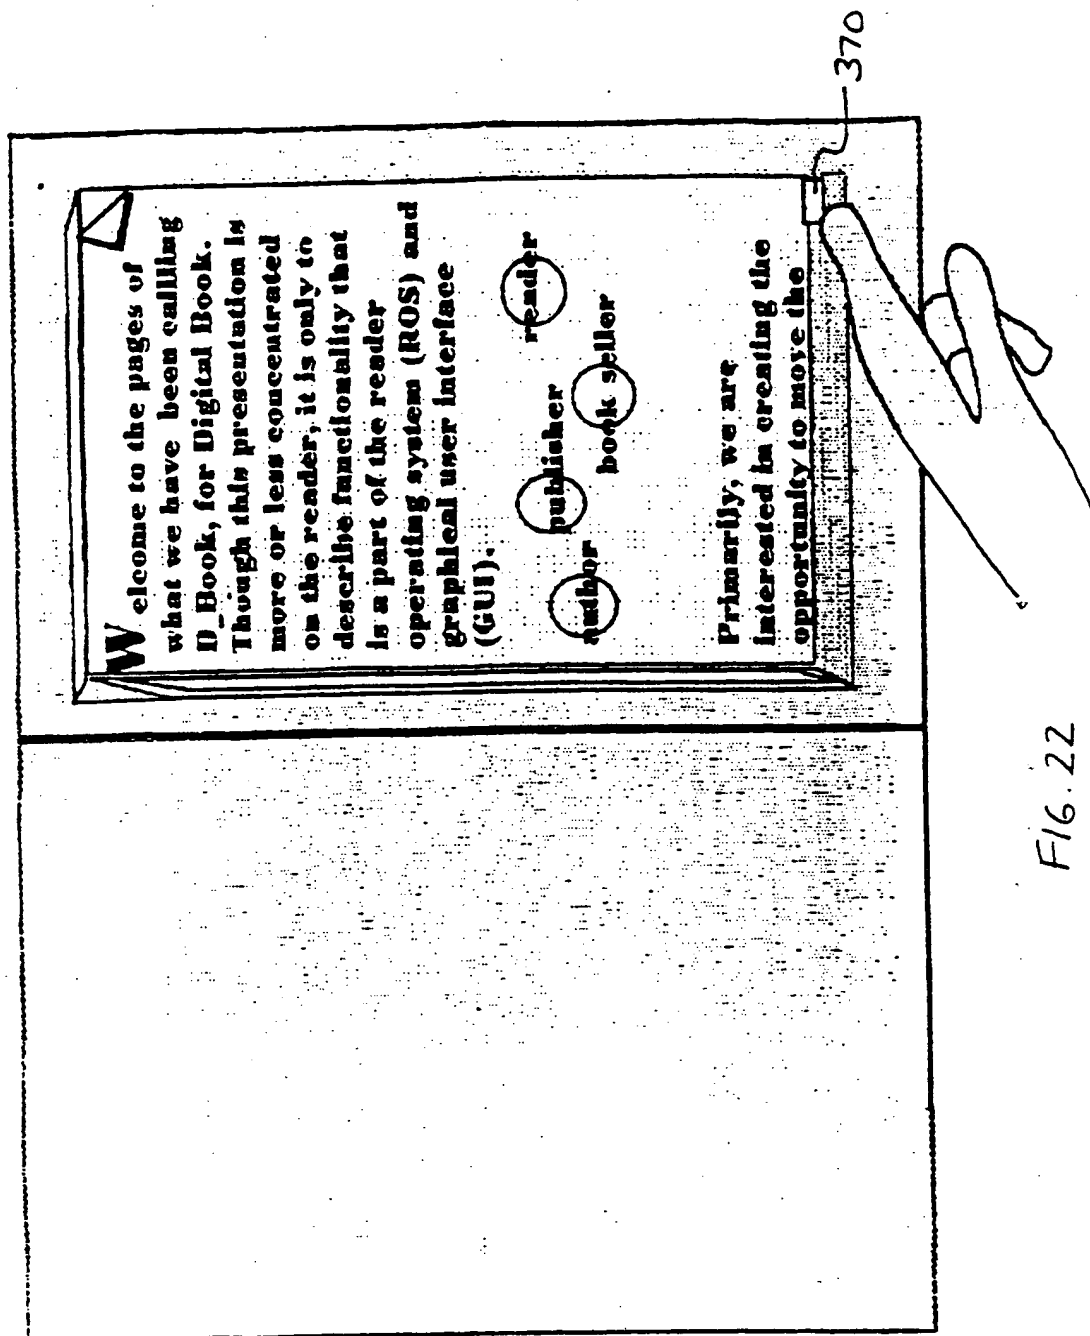 Welcome to the pages of
what we have been callling
D_Book, for Digital Book.
Though this presentation is
more or less concentrated
on the reader, it is only to
describe functionality that
is a part of the reader
operating system (ROS) and
graphical user interface
(GUI).
author
publisher
book seller
reader
Primarily, we are
interested in creating the
opportunity to move the
370
FIG. 22